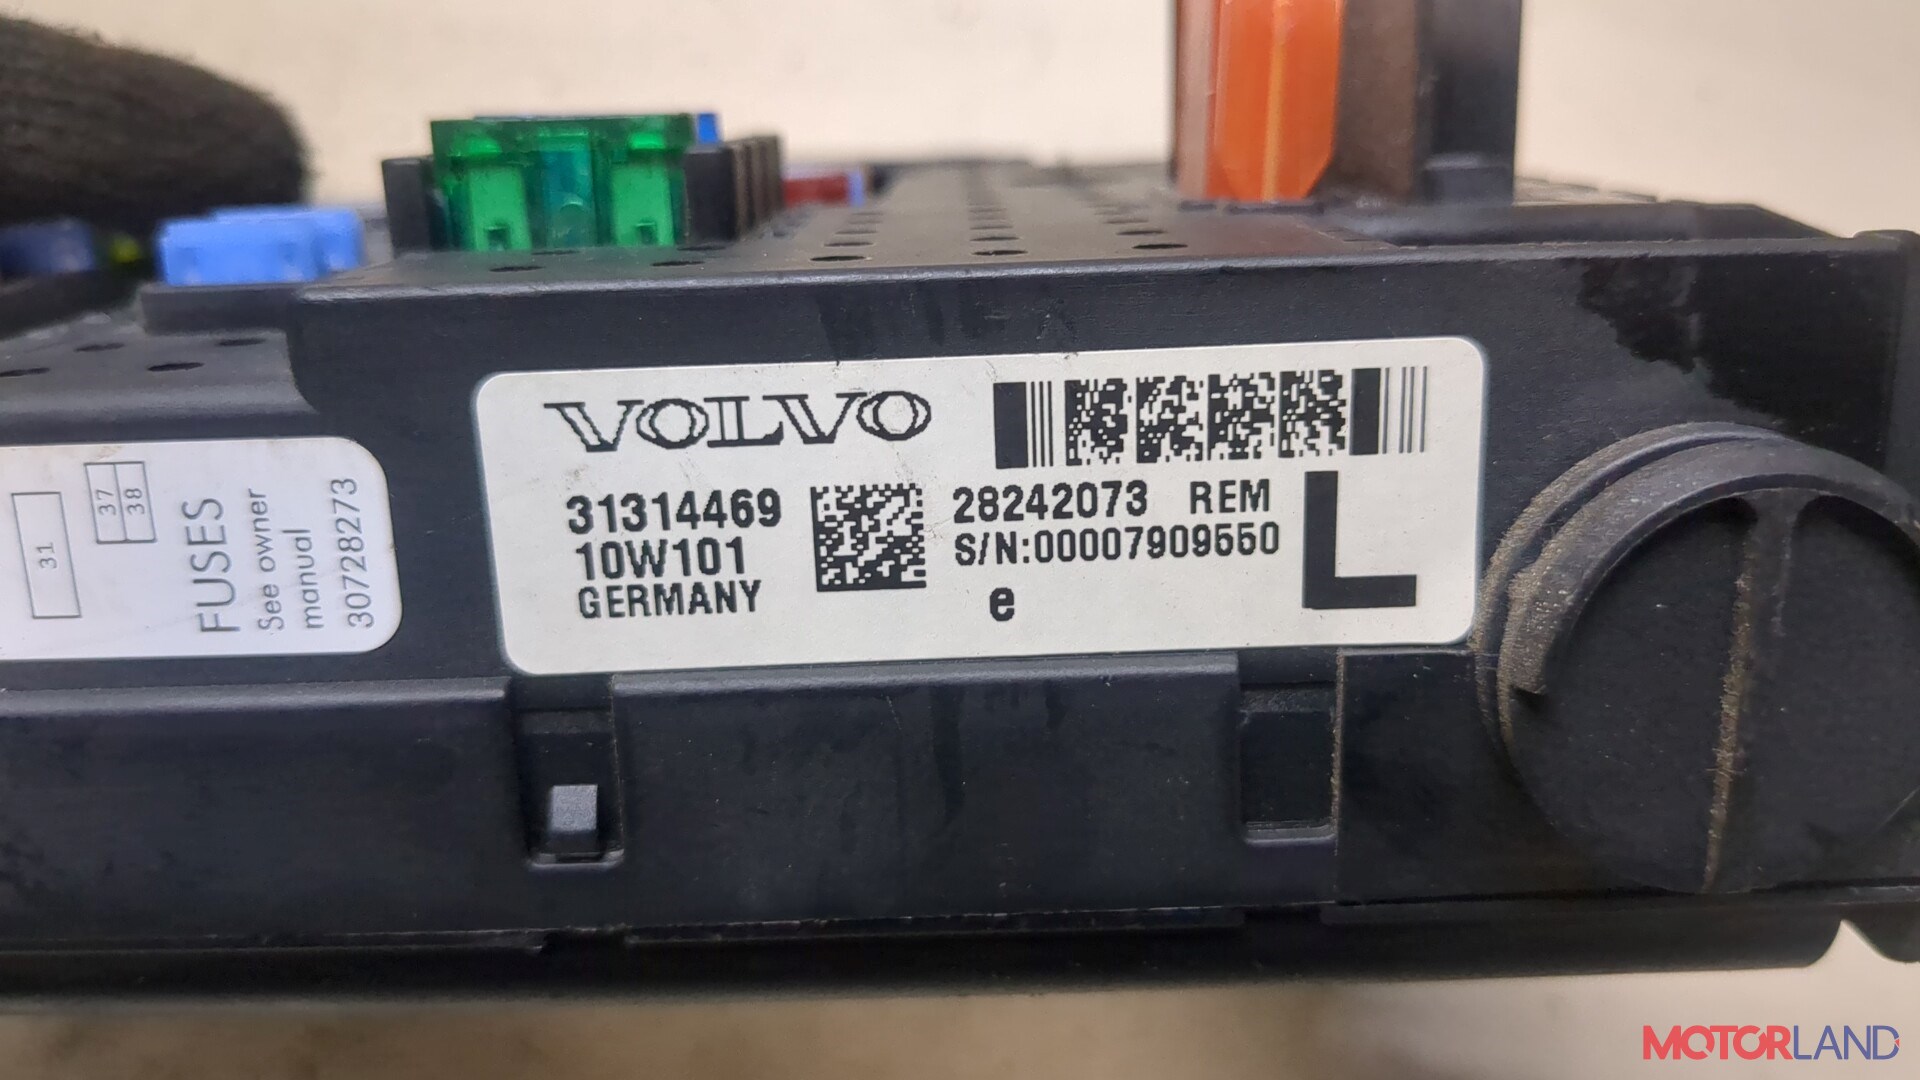 31
37
38
FUSES
See owner
manual
30728273
VOLVO
31314469
10W101
GERMANY
28242073 REM
S/N:00007909550
e
L
MOTORLAND